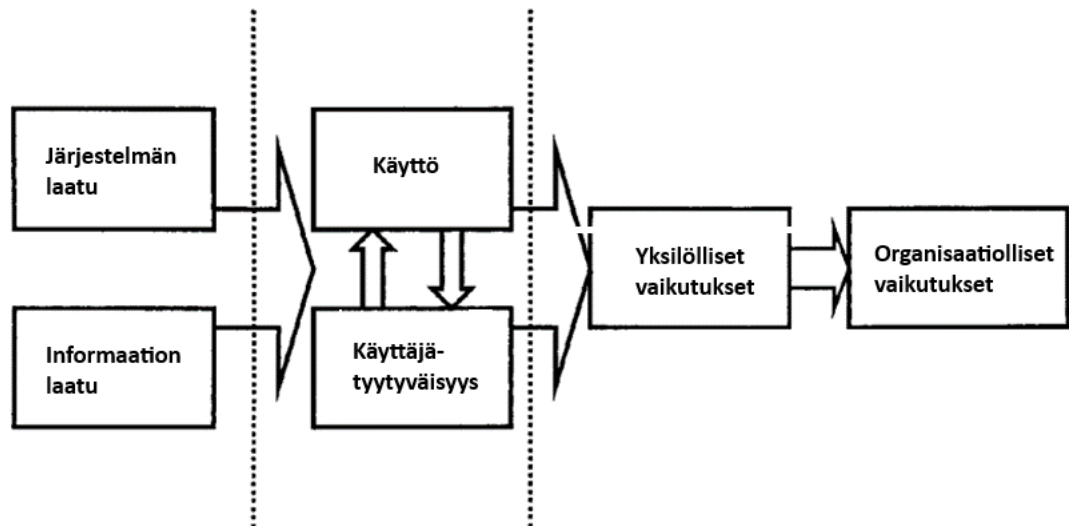 Järjestelmän
laatu
Informaation
laatu
Käyttö
Käyttäjä-
tyytyväisyys
Yksilölliset
vaikutukset
Organisaatiolliset
vaikutukset